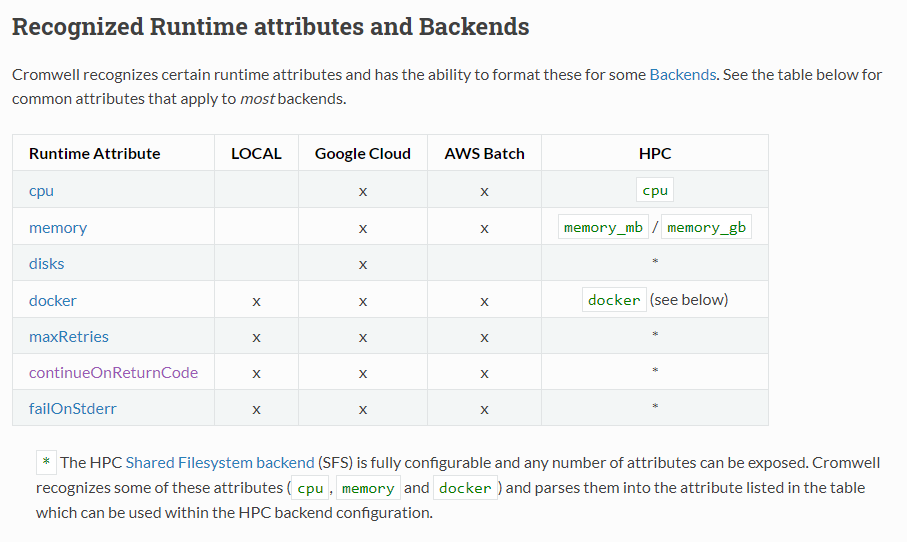 Recognized Runtime attributes and Backends
Cromwell recognizes certain runtime attributes and has the ability to format these for some Backends. See the table below for
common attributes that apply to most backends.
Runtime Attribute LOCAL Google Cloud AWS Batch HPC
cpu x x cpu
memory x x memory_mb / memory_gb
disks x *
docker x x x docker (see below)
maxRetries x x x *
continueOnReturnCode x x x *
failOnStderr x x x *
* The HPC Shared Filesystem backend (SFS) is fully configurable and any number of attributes can be exposed. Cromwell
recognizes some of these attributes ( cpu , memory and docker ) and parses them into the attribute listed in the table
which can be used within the HPC backend configuration.